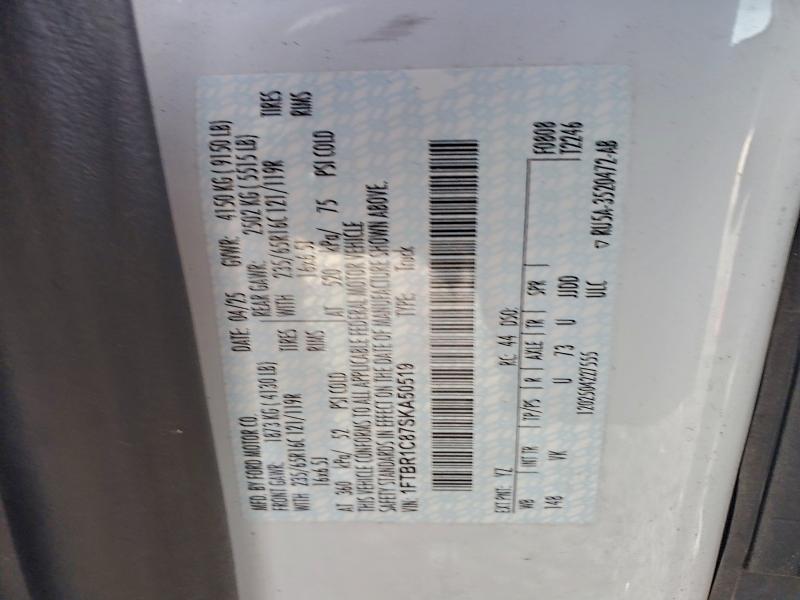 MFD. BY FORD MOTOR CO. DATE: 04/25 GVWR: 4150 KG ( 9150 LB)
FRONT GAWR: 1873 KG ( 4130 LB) REAR GAWR: 2502 KG ( 5515 LB)
WITH 235/65R16C 121/119R TIRES WITH 235/65R16C 121/119R TIRES
16x6.5J RIMS 16x6.5J RIMS
AT 360 kPa/ 52 PSI COLD AT 520 kPa/ 75 PSI COLD
THIS VEHICLE CONFORMS TO ALL APPLICABLE FEDERAL MOTOR VEHICLE
SAFETY STANDARDS IN EFFECT ON THE DATE OF MANUFACTURE SHOWN ABOVE.
VIN: 1FTBR1C87SKA50519 TYPE: Truck
EXT PNT: YZ RC: 44 DSO: F0808
WB INT TR TP/PS R AXLE TR SPR T2246
148 VK U 73 U JJDD
1202504227555 ULC
▽ RU5A-3520472-AB